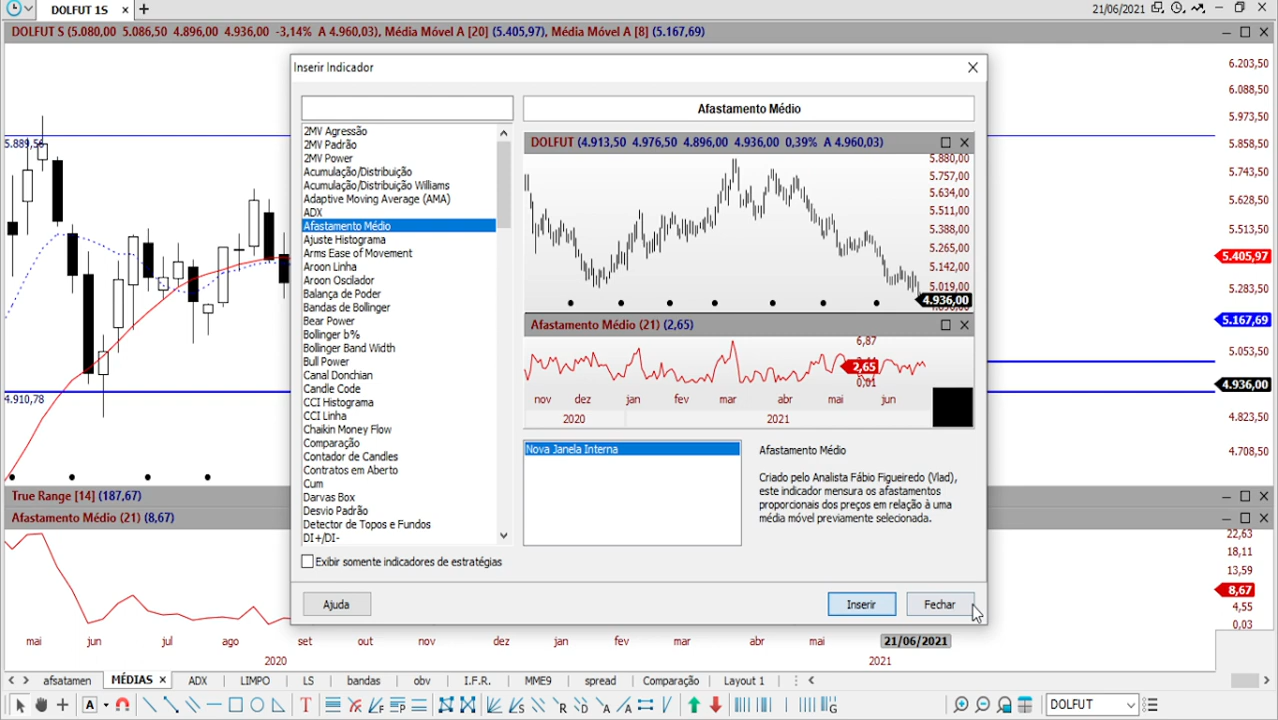 DOLFUT 1S
21/06/2021
DOLFUT S (5.080,00 5.086,50 4.896,00 4.936,00 -3,14% A 4.960,03), Média Móvel A [20] (5.405,97), Média Móvel A [8] (5.167,69)
Inserir Indicador
Afastamento Médio
2MV Agressão
2MV Padrão
2MV Power
Acumulação/Distribuição
Acumulação/Distribuição Williams
Adaptive Moving Average (AMA)
ADX
Afastamento Médio
Ajuste Histograma
Arms Ease of Movement
Aroon Linha
Aroon Oscilador
Balança de Poder
Bandas de Bollinger
Bear Power
Bollinger b%
Bollinger Band Width
Bull Power
Canal Donchian
Candle Code
CCI Histograma
CCI Linha
Chaikin Money Flow
Comparação
Contador de Candles
Contratos em Aberto
Cum
Darvas Box
Desvio Padrão
Detector de Topos e Fundos
DI+/DI-
Exibir somente indicadores de estratégias
DOLFUT (4.913,50 4.976,50 4.896,00 4.936,00 0,39% A 4.960,03)
5.880,00
5.757,00
5.634,00
5.511,00
5.388,00
5.265,00
5.142,00
5.019,00
4.936,00
Afastamento Médio (21) (2,65)
6,87
2,65
0,01
nov dez jan fev mar abr mai jun
2020 2021
Nova Janela Interna
Afastamento Médio
Criado pelo Analista Fábio Figueiredo (Vlad),
este indicador mensura os afastamentos
proporcionais dos preços em relação à uma
média móvel previamente selecionada.
Ajuda
Inserir
Fechar
5.889,56
4.910,78
6.203,50
6.088,50
5.858,50
5.743,50
5.628,50
5.513,50
5.405,97
5.283,50
5.167,69
5.053,50
4.936,00
4.823,50
4.708,50
True Range [14] (187,67)
Afastamento Médio (21) (8,67)
22,63
18,11
13,59
8,67
4,55
0,03
mai jun jul ago set out nov dez jan fev mar abr mai 21/06/2021
2020 2021
afsatamen MÉDIAS ADX LIMPO LS bandas obv I.F.R. MME9 spread Comparação Layout 1
DOLFUT